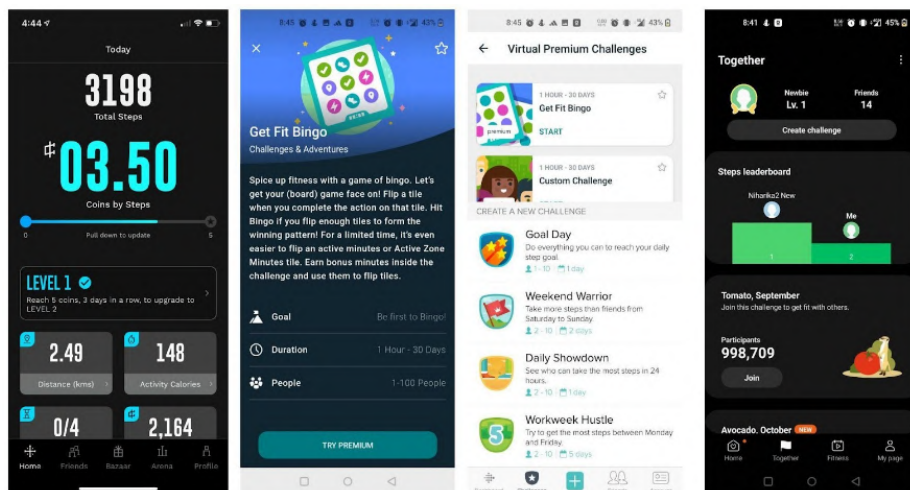 4:44
Today
3198
Total Steps
03.50
Coins by Steps
0
Pull down to update
5
LEVEL 1
Reach 5 coins, 3 days in a row, to upgrade to
LEVEL 2
2.49
Distance (kms)
148
Activity Calories
0/4
2,164
Home
Friends
Bazaar
Arena
Profile
8:45
43%
Get Fit Bingo
Challenges & Adventures
Spice up fitness with a game of bingo. Let's
get your (board) game face on! Flip a tile
when you complete the action on that tile. Hit
Bingo if you flip enough tiles to form the
winning pattern! For a limited time, it's even
easier to flip an active minutes or Active Zone
Minutes tile. Earn bonus minutes inside the
challenge and use them to flip tiles.
Goal
Be first to Bingo!
Duration
1 Hour - 30 Days
People
1-100 People
TRY PREMIUM
8:45
43%
Virtual Premium Challenges
premium
1 HOUR - 30 DAYS
Get Fit Bingo
START
1 HOUR - 30 DAYS
Custom Challenge
CREATE A NEW CHALLENGE
Goal Day
Do everything you can to reach your daily
step goal.
1 - 10 1 day
Weekend Warrior
Take more steps than friends from
Saturday to Sunday.
2 - 10 2 days
Daily Showdown
See who can take the most steps in 24
hours.
2 - 10 1 day
5
Workweek Hustle
Try to get the most steps between Monday
and Friday.
2 - 10 5 days
8:41
45%
Together
Newbie
Lv. 1
Friends
14
Create challenge
Steps leaderboard
Niharika2 New
Me
1
2
Tomato, September
Join this challenge to get fit with others.
Participants
998,709
Join
Avocado, October NEW
Home
Together
Fitness
My page